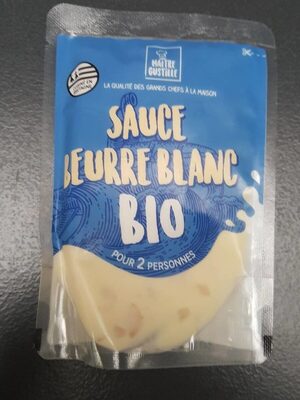 MAÎTRE
GUSTILLE
LA QUALITÉ DES GRANDS CHEFS À LA MAISON
SAUCE
BEURRE BLANC
BIO
POUR 2 PERSONNES